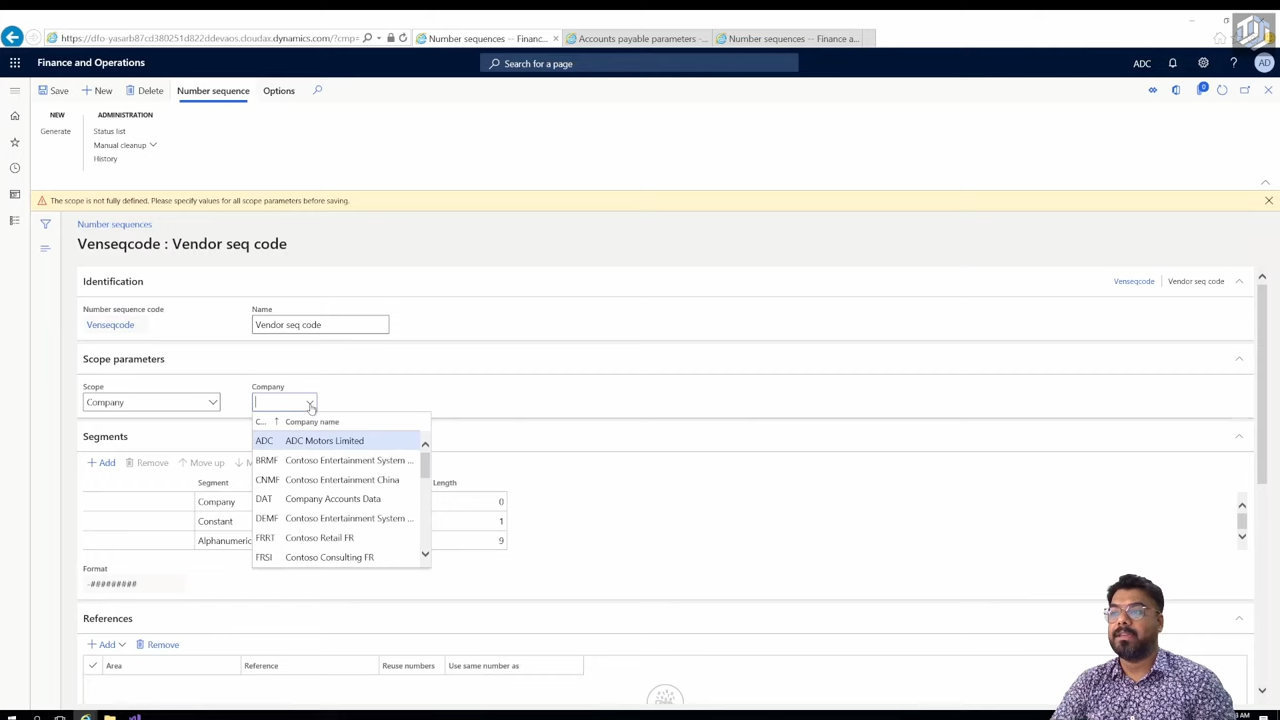 https://dfo-yasarb87cd380251d822ddevaos.cloudax.dynamics.com/?cmp=
Number sequences -- Financ...
Accounts payable parameters -...
Number sequences -- Finance a...
Finance and Operations
Search for a page
ADC
?
AD
Save
New
Delete
Number sequence
Options
0
NEW
ADMINISTRATION
Generate
Status list
Manual cleanup
History
The scope is not fully defined. Please specify values for all scope parameters before saving.
Number sequences
Venseqcode : Vendor seq code
Identification
Venseqcode
Vendor seq code
Number sequence code
Name
Venseqcode
Vendor seq code
Scope parameters
Scope
Company
Company
C...
Company name
ADC ADC Motors Limited
BRMF Contoso Entertainment System ...
CNMF Contoso Entertainment China
DAT Company Accounts Data
DEMF Contoso Entertainment System ...
FRRT Contoso Retail FR
FRSI Contoso Consulting FR
Segments
Add
Remove
Move up
Segment
Length
Company
0
Constant
1
Alphanumeric
9
Format
-#########
References
Add
Remove
Area
Reference
Reuse numbers
Use same number as